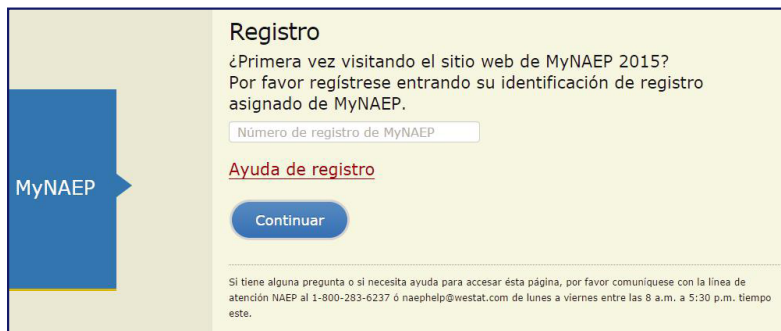 Registro
¿Primera vez visitando el sitio web de MyNAEP 2015?
Por favor regístrese entrando su identificación de registro
asignado de MyNAEP.
Número de registro de MyNAEP
Ayuda de registro
MyNAEP
Continuar
Si tiene alguna pregunta o si necesita ayuda para accesar ésta página, por favor comuníquese con la línea de
atención NAEP al 1-800-283-6237 ó naephelp@westat.com de lunes a viernes entre las 8 a.m. a 5:30 p.m. tiempo
este.